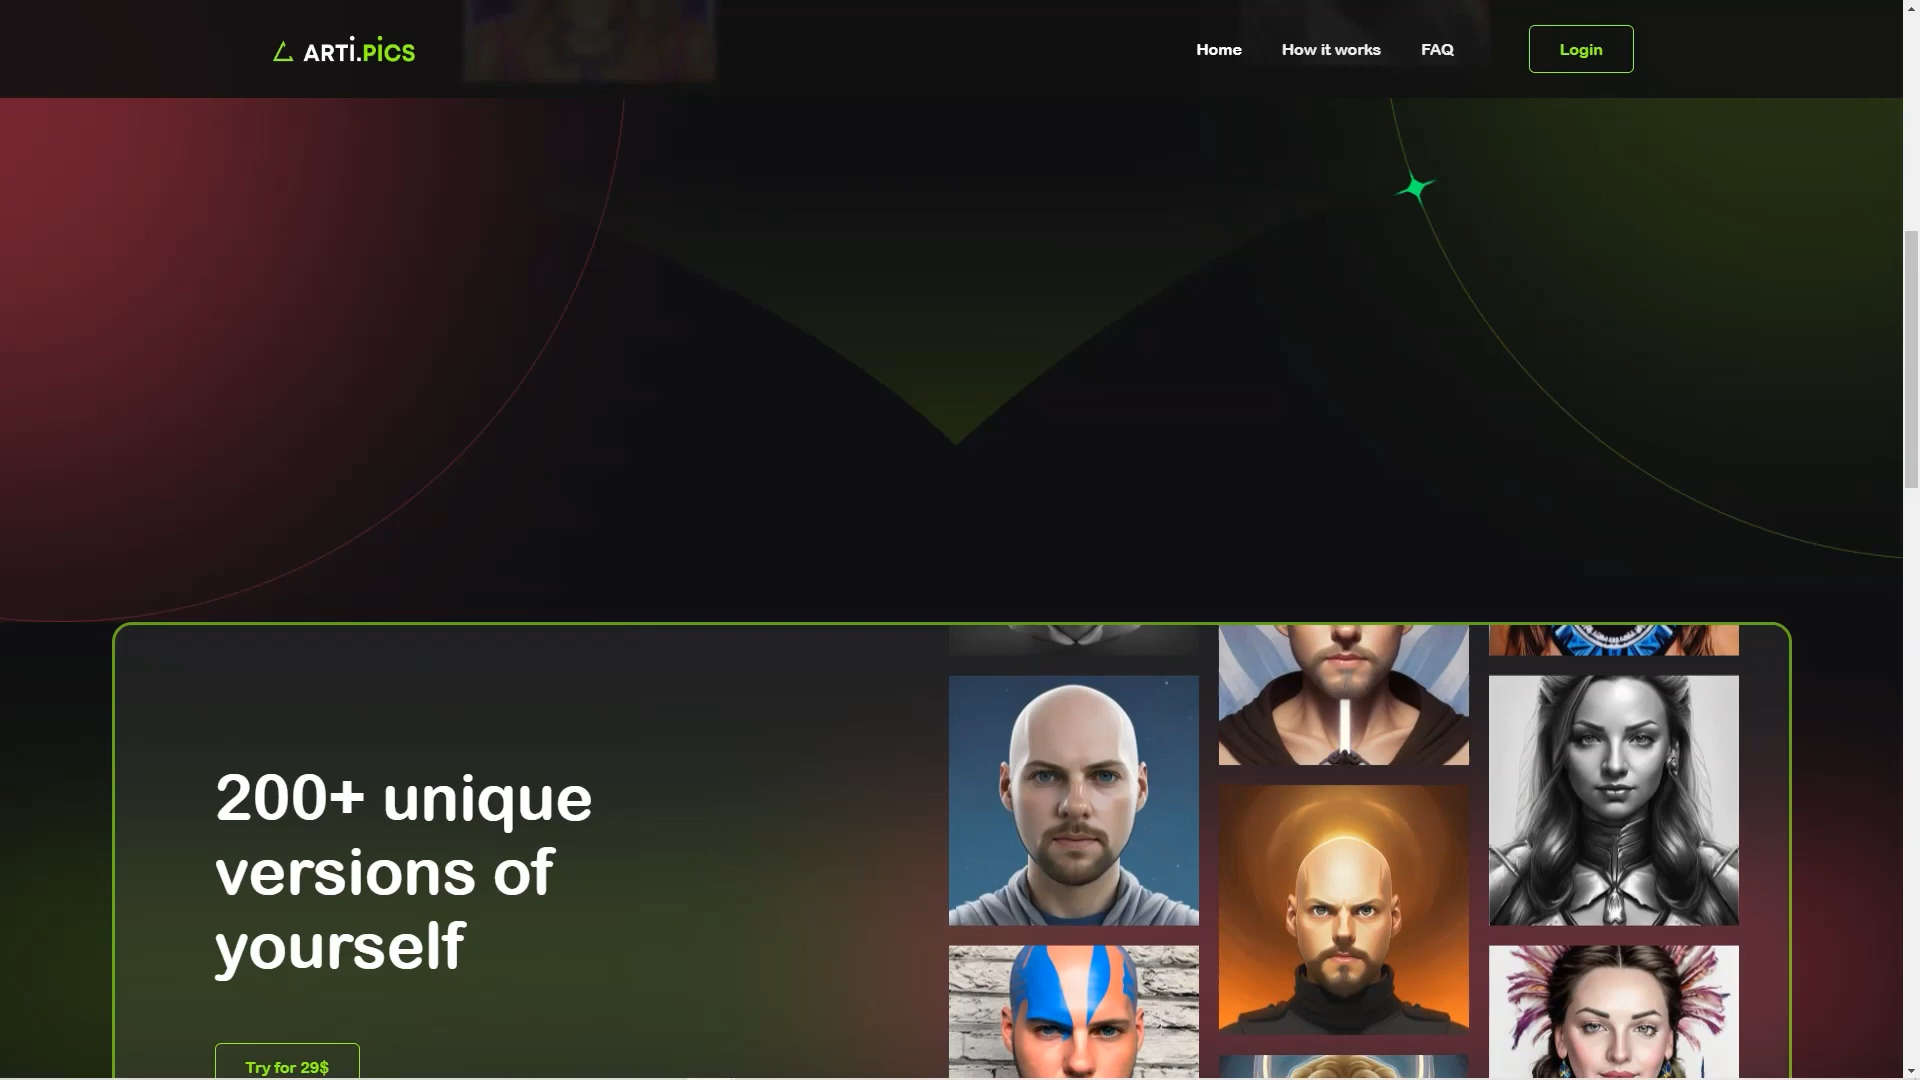 ARTi.PiCS
Home
How it works
FAQ
Login
200+ unique
versions of
yourself
Try for 29$